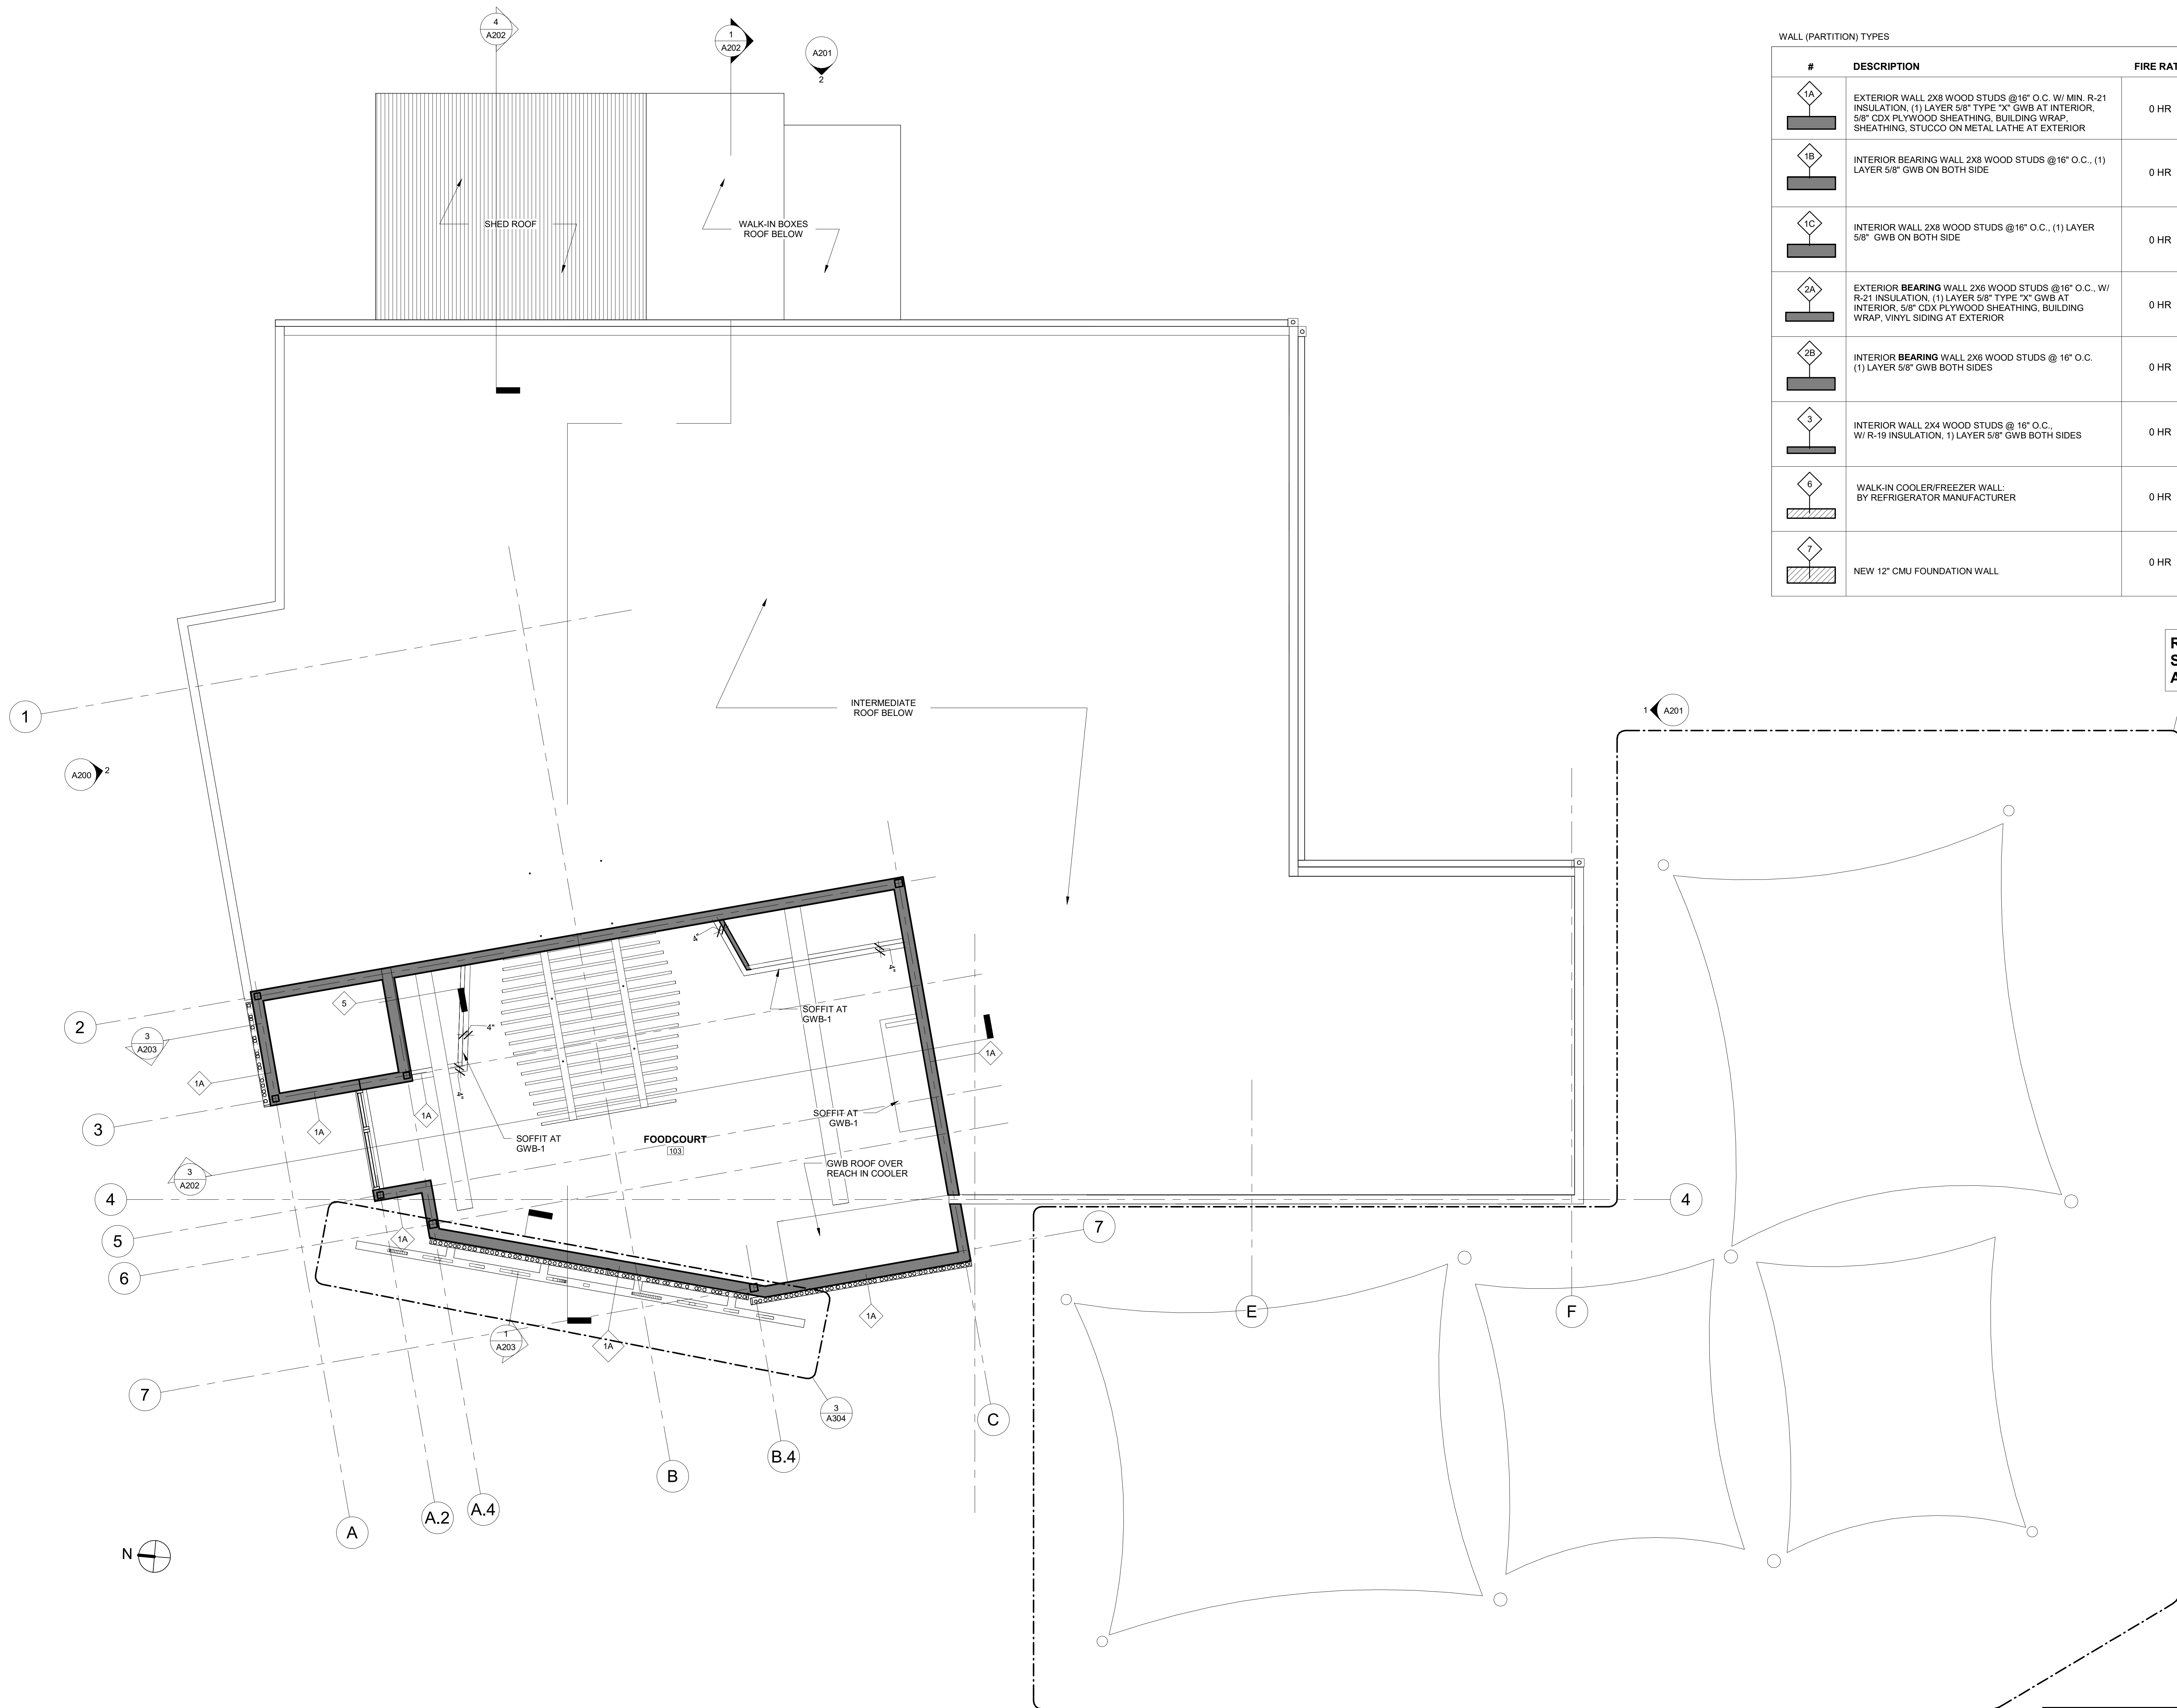 4
A202
1
A202
A201
2
WALL (PARTITION) TYPES
# DESCRIPTION FIRE RAT
1A
EXTERIOR WALL 2X8 WOOD STUDS @16" O.C. W/ MIN. R-21
INSULATION, (1) LAYER 5/8" TYPE "X" GWB AT INTERIOR,
5/8" CDX PLYWOOD SHEATHING, BUILDING WRAP,
SHEATHING, STUCCO ON METAL LATHE AT EXTERIOR
0 HR
1B
INTERIOR BEARING WALL 2X8 WOOD STUDS @16" O.C., (1)
LAYER 5/8" GWB ON BOTH SIDE
0 HR
1C
INTERIOR WALL 2X8 WOOD STUDS @16" O.C., (1) LAYER
5/8" GWB ON BOTH SIDE
0 HR
2A
EXTERIOR BEARING WALL 2X6 WOOD STUDS @16" O.C., W/
R-21 INSULATION, (1) LAYER 5/8" TYPE "X" GWB AT
INTERIOR, 5/8" CDX PLYWOOD SHEATHING, BUILDING
WRAP, VINYL SIDING AT EXTERIOR
0 HR
2B
INTERIOR BEARING WALL 2X6 WOOD STUDS @ 16" O.C.
(1) LAYER 5/8" GWB BOTH SIDES
0 HR
3
INTERIOR WALL 2X4 WOOD STUDS @ 16" O.C.,
W/ R-19 INSULATION, 1) LAYER 5/8" GWB BOTH SIDES
0 HR
6
WALK-IN COOLER/FREEZER WALL:
BY REFRIGERATOR MANUFACTURER
0 HR
7
NEW 12" CMU FOUNDATION WALL
0 HR
R
S
A
SHED ROOF
WALK-IN BOXES
ROOF BELOW
1
INTERMEDIATE
ROOF BELOW
1 A201
A200 2
4"
4"
5
SOFFIT AT
GWB-1
2
4"
3
A203
1A
1A
4"
1A
1A
3
SOFFIT AT
GWB-1
SOFFIT AT
GWB-1
FOODCOURT
103
GWB ROOF OVER
REACH IN COOLER
3
A202
4
4
7
5
1A
6
E
F
1A
1
A203
1A
7
3
A304
C
B.4
B
A.4
A.2
A
N